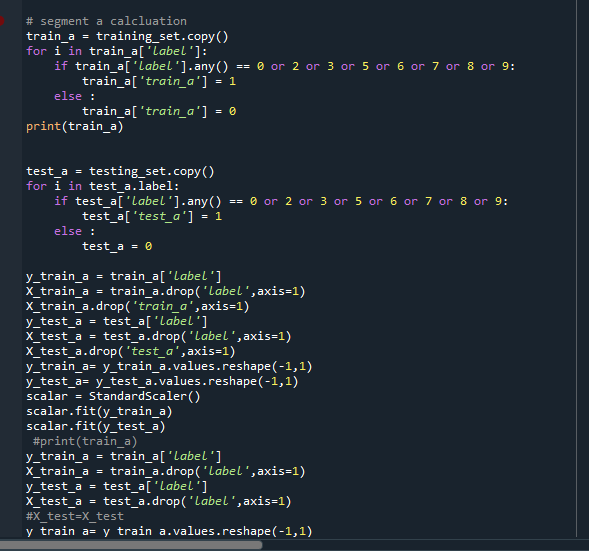 # segment a calcluation
train_a = training_set.copy()
for i in train_a['label']:
    if train_a['label'].any() == 0 or 2 or 3 or 5 or 6 or 7 or 8 or 9:
        train_a['train_a'] = 1
    else :
        train_a['train_a'] = 0
print(train_a)
test_a = testing_set.copy()
for i in test_a.label:
    if test_a['label'].any() == 0 or 2 or 3 or 5 or 6 or 7 or 8 or 9:
        test_a['test_a'] = 1
    else :
        test_a = 0
y_train_a = train_a['label']
X_train_a = train_a.drop('label',axis=1)
X_train_a.drop('train_a',axis=1)
y_test_a = test_a['label']
X_test_a = test_a.drop('label',axis=1)
X_test_a.drop('test_a',axis=1)
y_train_a= y_train_a.values.reshape(-1,1)
y_test_a= y_test_a.values.reshape(-1,1)
scalar = StandardScaler()
scalar.fit(y_train_a)
scalar.fit(y_test_a)
 #print(train_a)
y_train_a = train_a['label']
X_train_a = train_a.drop('label',axis=1)
y_test_a = test_a['label']
X_test_a = test_a.drop('label',axis=1)
#X_test=X_test
y_train_a= y_train_a.values.reshape(-1,1)